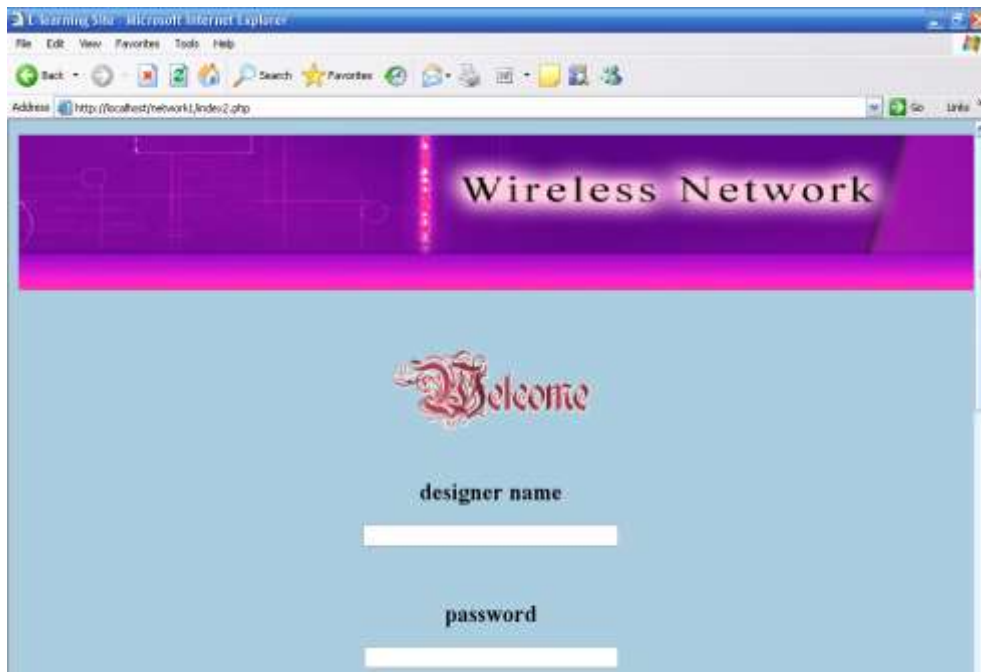 E-learning Site - Microsoft Internet Explorer
File Edit View Favorites Tools Help
Back Search Favorites
Address http://localhost/network1/index2.php Go Links
Wireless Network
Welcome
designer name
password